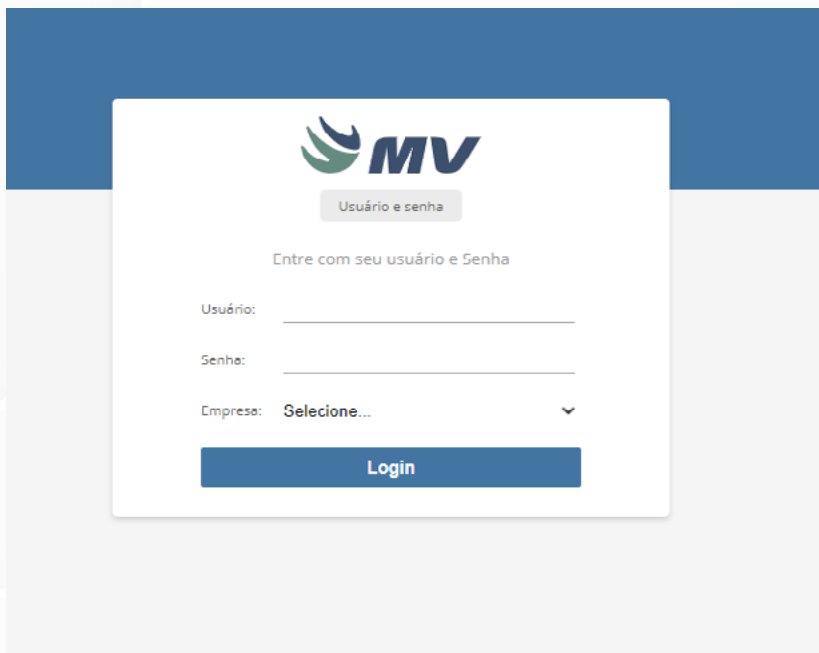 MV
Usuário e senha
Entre com seu usuário e Senha
Usuário:
Senha:
Empresa: Selecione...
Login